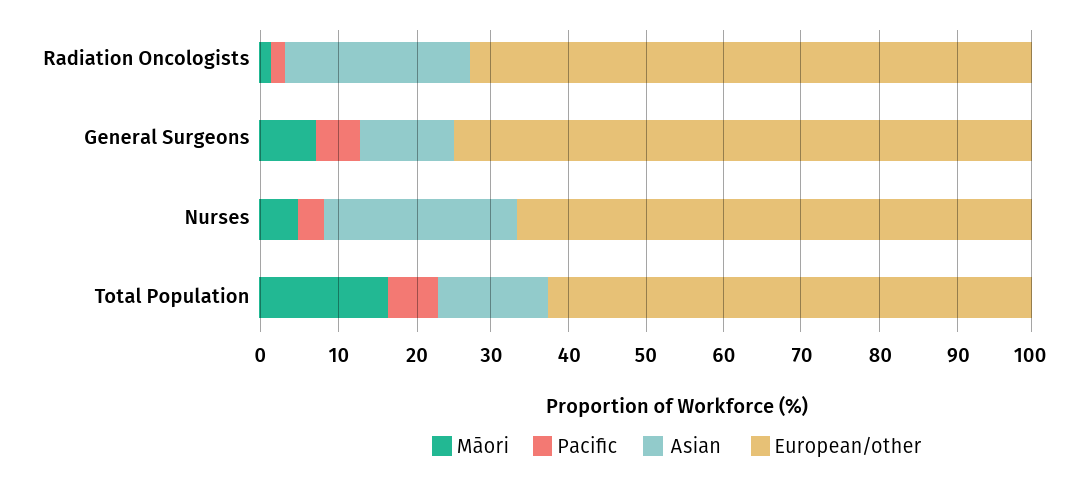 Radiation Oncologists
General Surgeons
Nurses
Total Population
0 10 20 30 40 50 60 70 80 90 100
Proportion of Workforce (%)
Māori Pacific Asian European/other